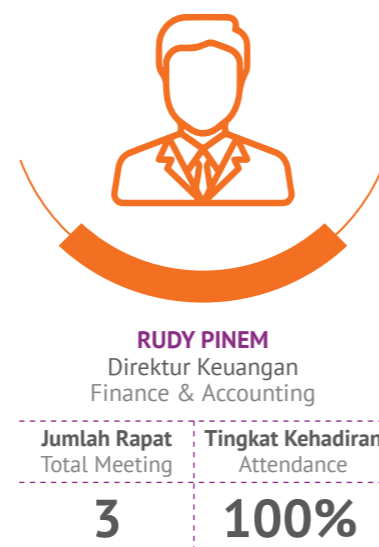 RUDY PINEM
Direktur Keuangan
Finance & Accounting
Jumlah Rapat
Total Meeting
Tingkat Kehadiran
Attendance
3
100%